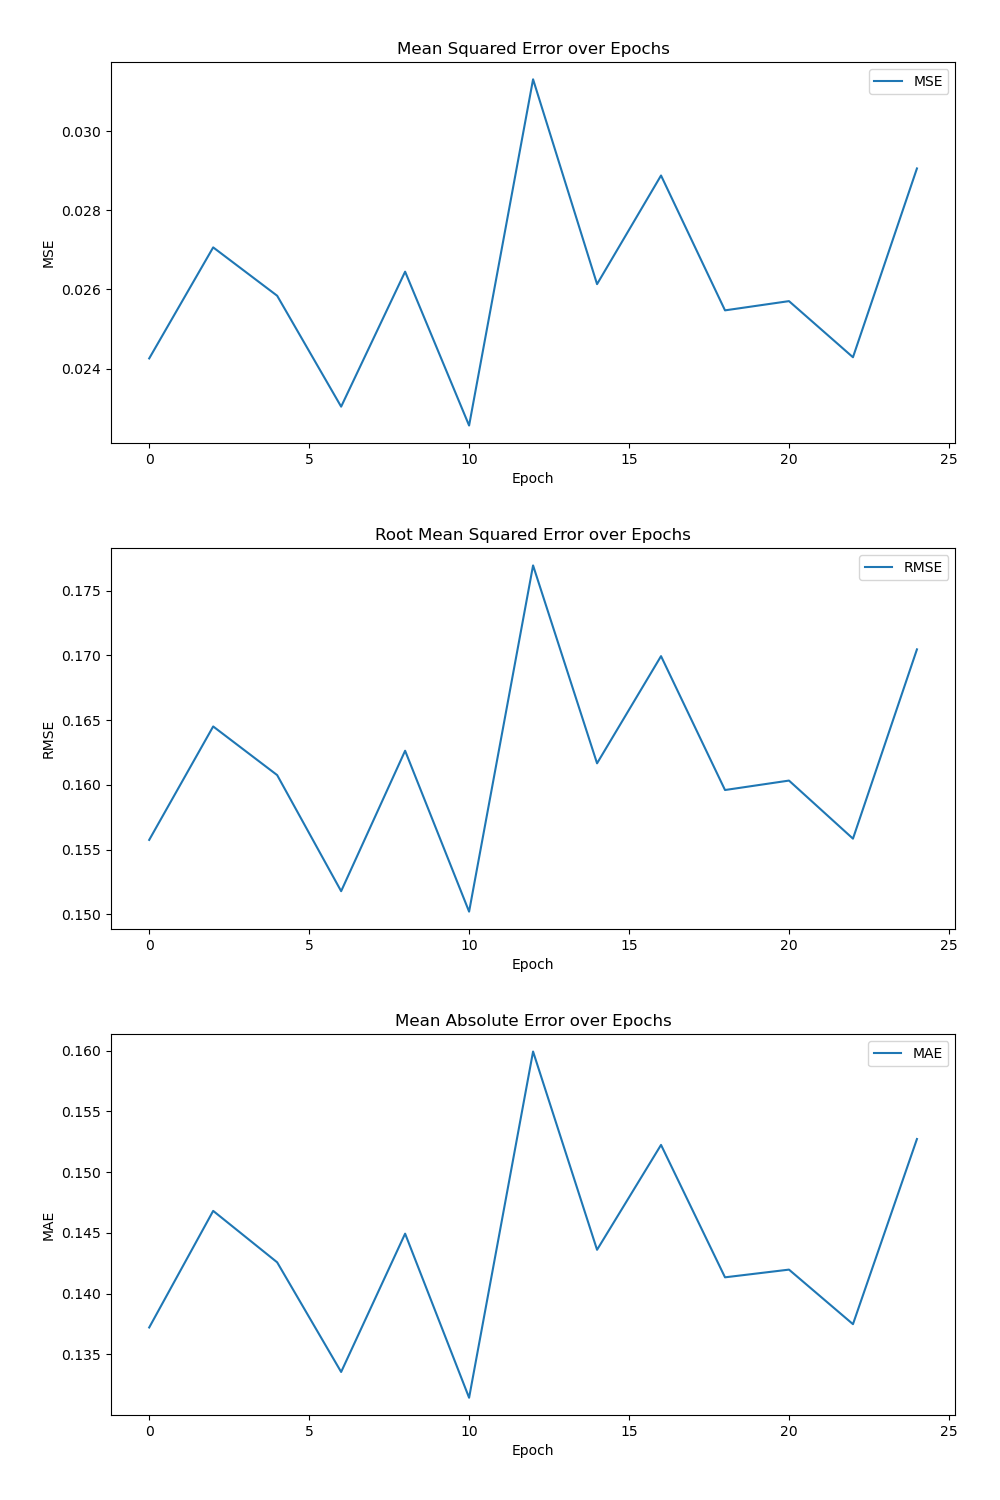 Mean Squared Error over Epochs
MSE
0.030
0.028
0.026
0.024
MSE
0 5 10 15 20 25
Epoch
Root Mean Squared Error over Epochs
RMSE
0.175
0.170
0.165
0.160
0.155
0.150
RMSE
0 5 10 15 20 25
Epoch
Mean Absolute Error over Epochs
MAE
0.160
0.155
0.150
0.145
0.140
0.135
MAE
0 5 10 15 20 25
Epoch